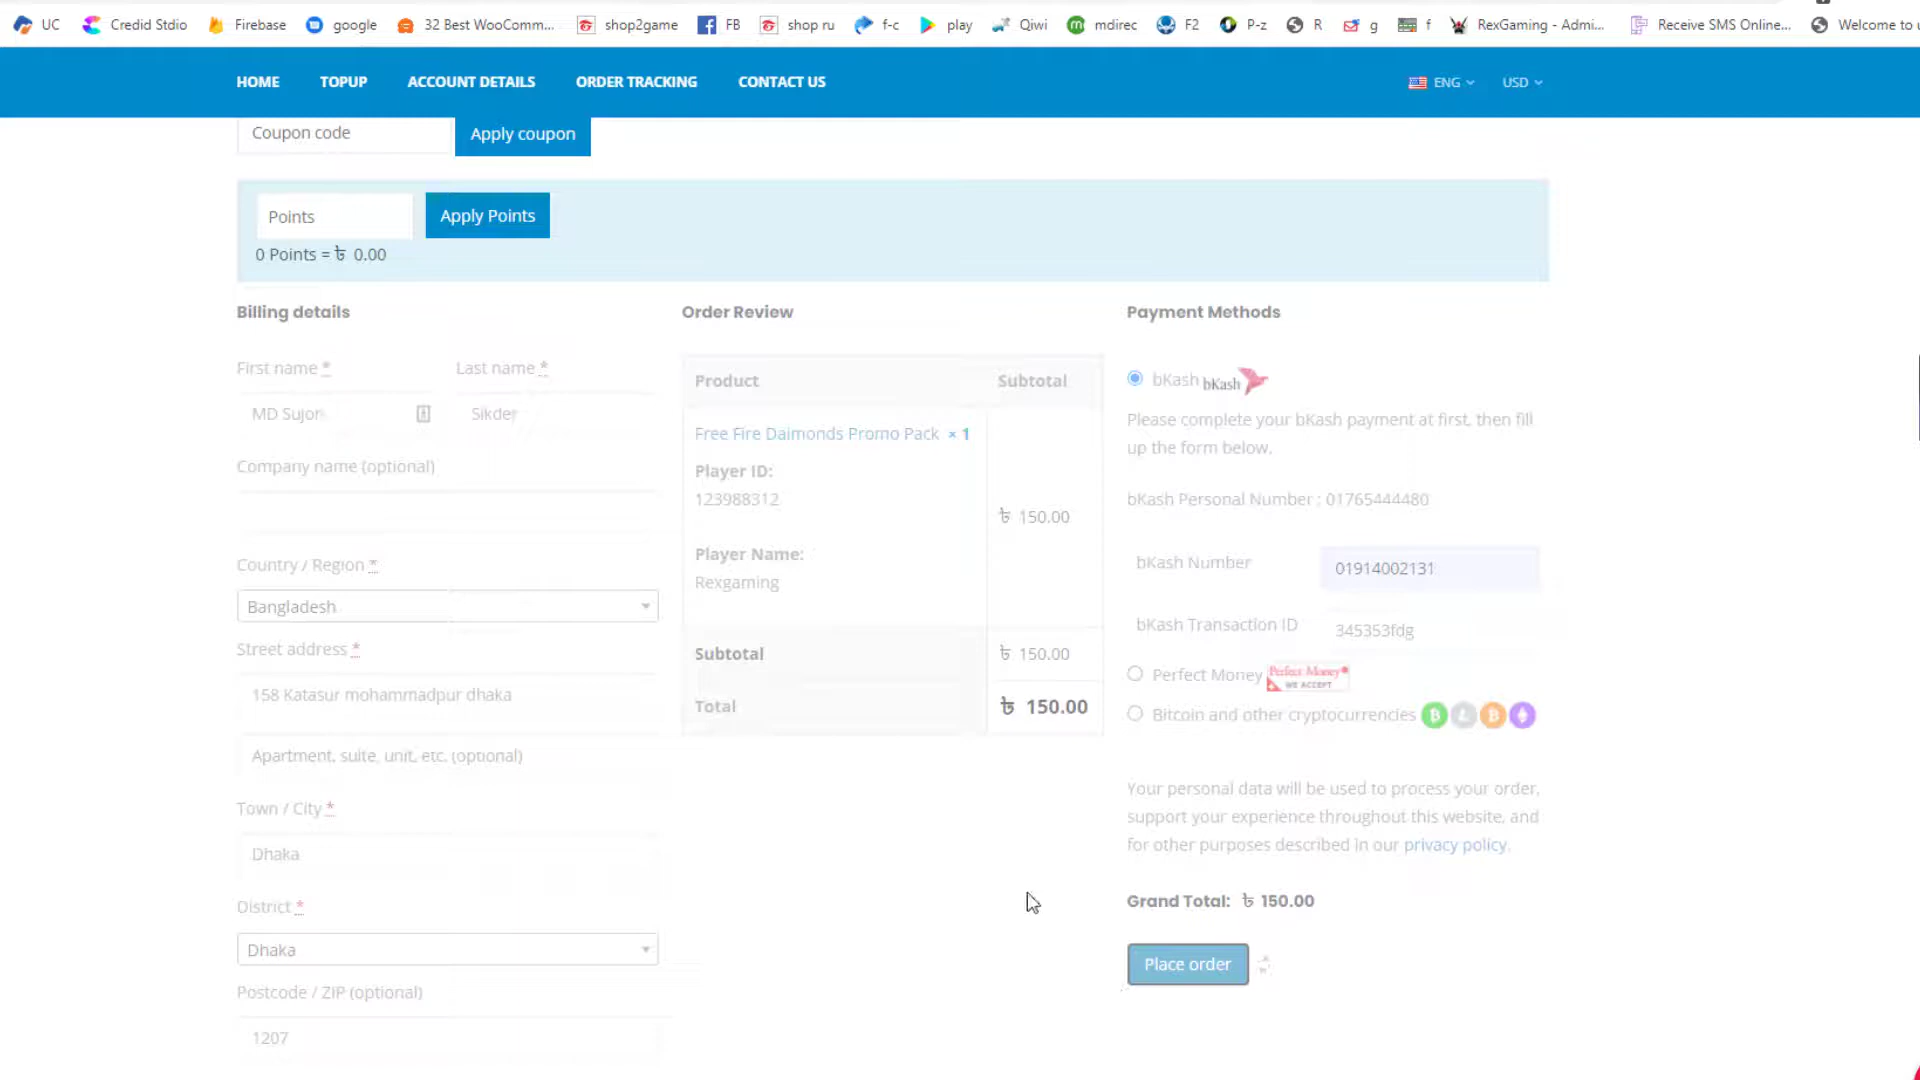 UC Credid Stdio Firebase google 32 Best WooComm... shop2game FB shop ru f-c play Qiwi mdirec F2 P-z R g f RexGaming - Admi... Receive SMS Online... Welcome to u
HOME TOPUP ACCOUNT DETAILS ORDER TRACKING CONTACT US ENG USD
Coupon code Apply coupon
Points Apply Points
0 Points = ৳ 0.00
Billing details
First name * Last name *
MD Sujon Sikder
Company name (optional)
Country / Region *
Bangladesh
Street address *
158 Katasur mohammadpur dhaka
Apartment, suite, unit, etc. (optional)
Town / City *
Dhaka
District *
Dhaka
Postcode / ZIP (optional)
1207
Order Review
Product Subtotal
Free Fire Daimonds Promo Pack × 1
Player ID:
123988312
৳ 150.00
Player Name:
Rexgaming
Subtotal ৳ 150.00
Total ৳ 150.00
Payment Methods
bKash bKash
Please complete your bKash payment at first, then fill
up the form below.
bKash Personal Number : 01765444480
bKash Number 01914002131
bKash Transaction ID 345353fdg
Perfect Money Perfect Money WE ACCEPT
Bitcoin and other cryptocurrencies
Your personal data will be used to process your order,
support your experience throughout this website, and
for other purposes described in our privacy policy.
Grand Total: ৳ 150.00
Place order